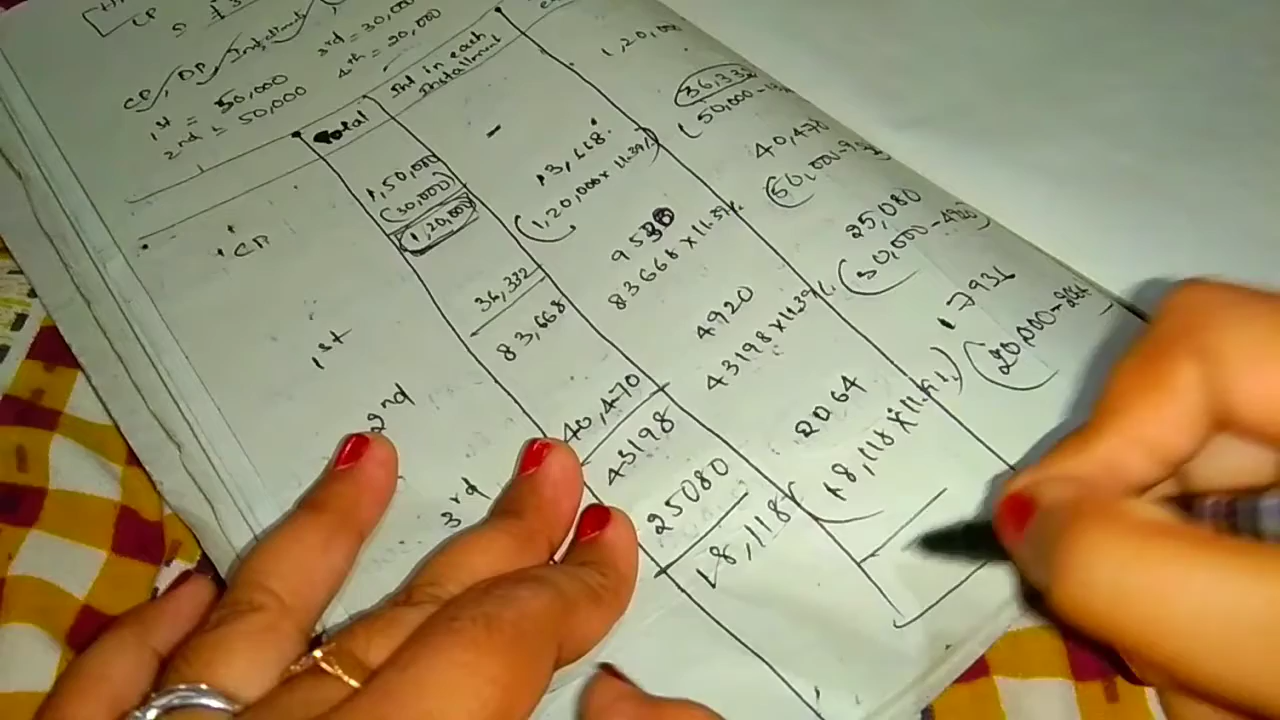 CP
CP, DP, Instalment
1st = 50,000
2nd = 50,000
3rd = 30,000
4th = 20,000
Total
Int in each
Installment
CP
1,50,000
(30,000)
1,20,000
-
1,20,000
1st
36,332
83,668
13,668
(1,20,000 x 11.39%)
36,332
(50,000 -
2nd
40,470
43198
9530
83668 x 11.39%
40,470
(50,000 -
3rd
25080
18,118
4920
43198 x 11.39%
25,080
(30,000 - 4920)
2064
(18,118 x 11.39%)
17936
(20,000 - 2064